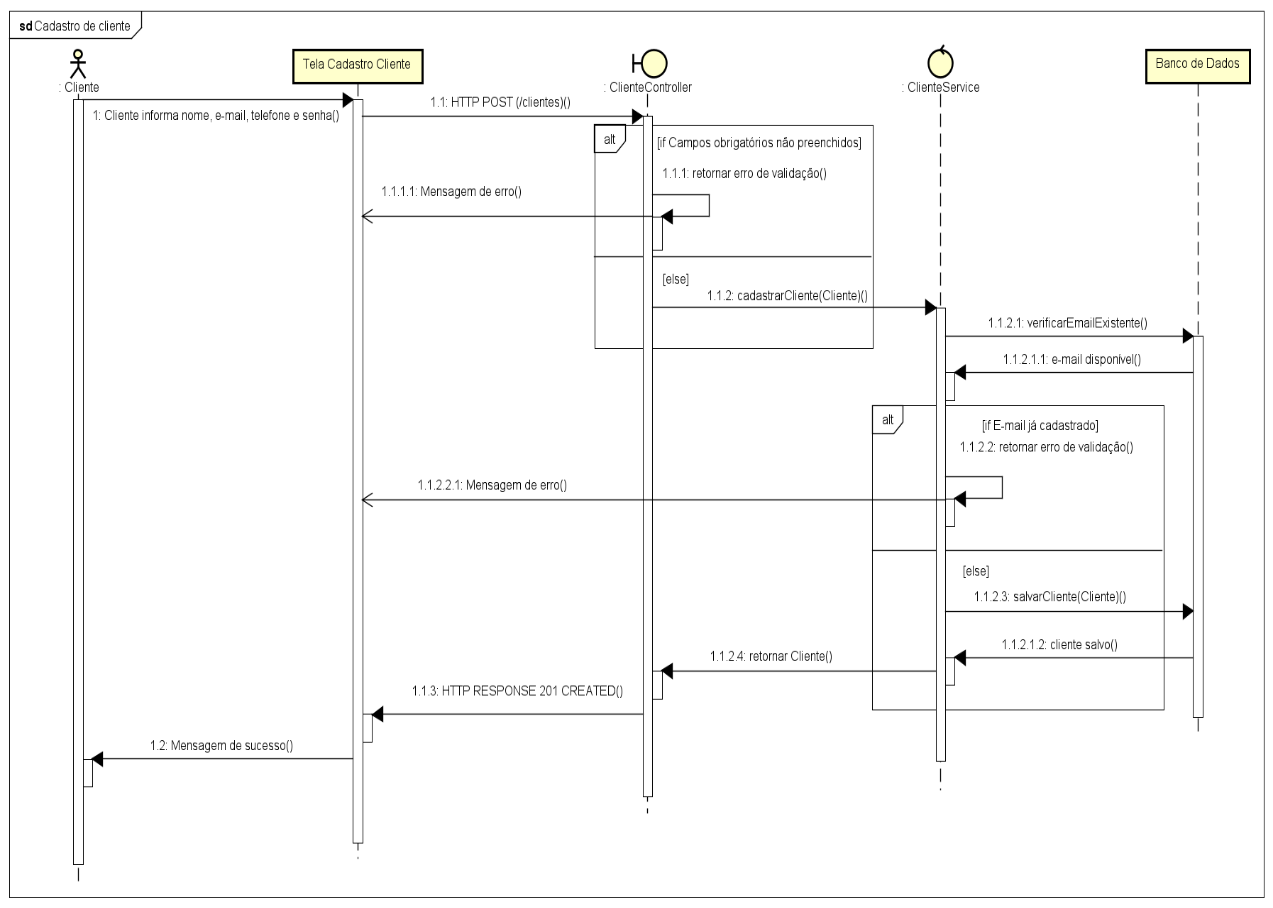 sd Cadastro de cliente
: Cliente
Tela Cadastro Cliente
: ClienteController
: ClienteService
Banco de Dados
1: Cliente informa nome, e-mail, telefone e senha()
1.1: HTTP POST (/clientes)()
alt
[if Campos obrigatórios não preenchidos]
1.1.1: retornar erro de validação()
1.1.1.1: Mensagem de erro()
[else]
1.1.2: cadastrarCliente(Cliente)()
1.1.2.1: verificarEmailExistente()
1.1.2.1.1: e-mail disponível()
alt
[if E-mail já cadastrado]
1.1.2.2: retornar erro de validação()
1.1.2.2.1: Mensagem de erro()
[else]
1.1.2.3: salvarCliente(Cliente)()
1.1.2.1.2: cliente salvo()
1.1.2.4: retornar Cliente()
1.1.3: HTTP RESPONSE 201 CREATED()
1.2: Mensagem de sucesso()